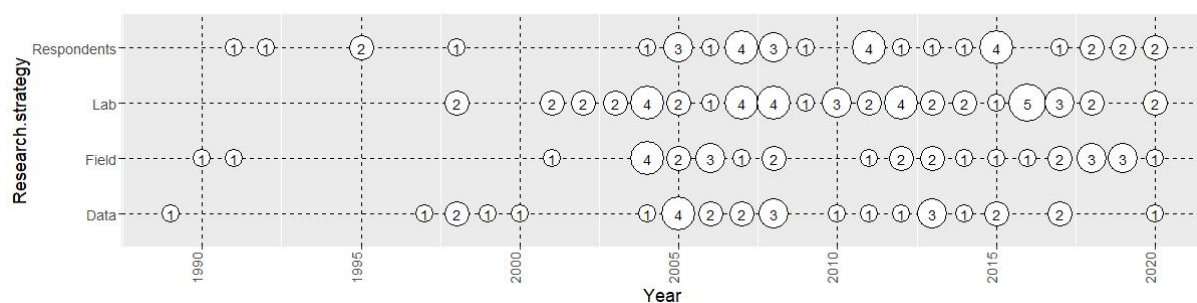 Research.strategy
Respondents 1 1 2 1 1 3 1 4 3 1 4 1 1 1 4 1 2 2 2
Lab 2 2 2 2 4 2 1 4 4 1 3 2 4 2 2 1 5 3 2 2
Field 1 1 1 4 2 3 1 2 1 2 2 1 1 1 2 3 3 1
Data 1 1 2 1 1 1 4 2 2 3 1 1 1 3 1 2 2 1
1990 1995 2000 2005 2010 2015 2020
Year